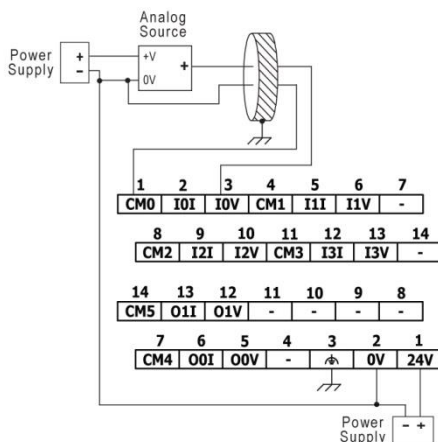 Analog
Source
Power
Supply
+ +V
- 0V +
1 2 3 4 5 6 7
CM0 I0I I0V CM1 I1I I1V -
8 9 10 11 12 13 14
CM2 I2I I2V CM3 I3I I3V -
14 13 12 11 10 9 8
CM5 O1I O1V - - - -
7 6 5 4 3 2 1
CM4 O0I O0V - 0V 24V
Power
Supply
- +